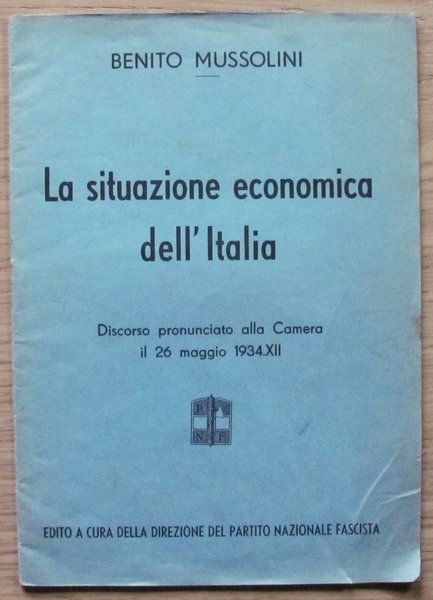 BENITO MUSSOLINI
La situazione economica
dell'Italia
Discorso pronunciato alla Camera
il 26 maggio 1934.XII
P.
N. F.
EDITO A CURA DELLA DIREZIONE DEL PARTITO NAZIONALE FASCISTA